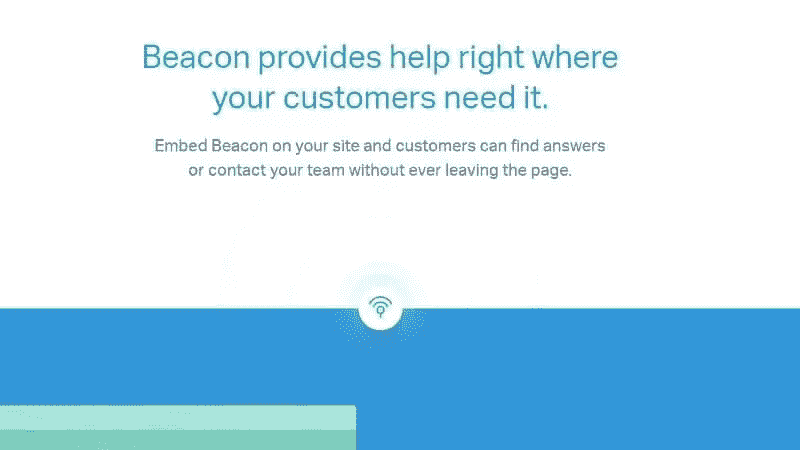 Beacon provides help right where
your customers need it.
Embed Beacon on your site and customers can find answers
or contact your team without ever leaving the page.